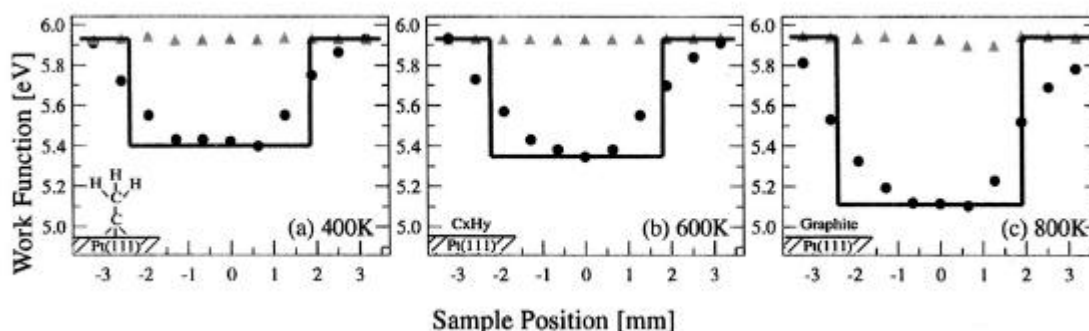 Work Function [eV]
6.0
5.8
5.6
5.4
5.2
5.0
H
H H
C
C
Pt(111)
(a) 400K
-3 -2 -1 0 1 2 3
6.0
5.8
5.6
5.4
5.2
5.0
CxHy
Pt(111)
(b) 600K
-3 -2 -1 0 1 2 3
6.0
5.8
5.6
5.4
5.2
5.0
Graphite
Pt(111)
(c) 800K
-3 -2 -1 0 1 2 3
Sample Position [mm]